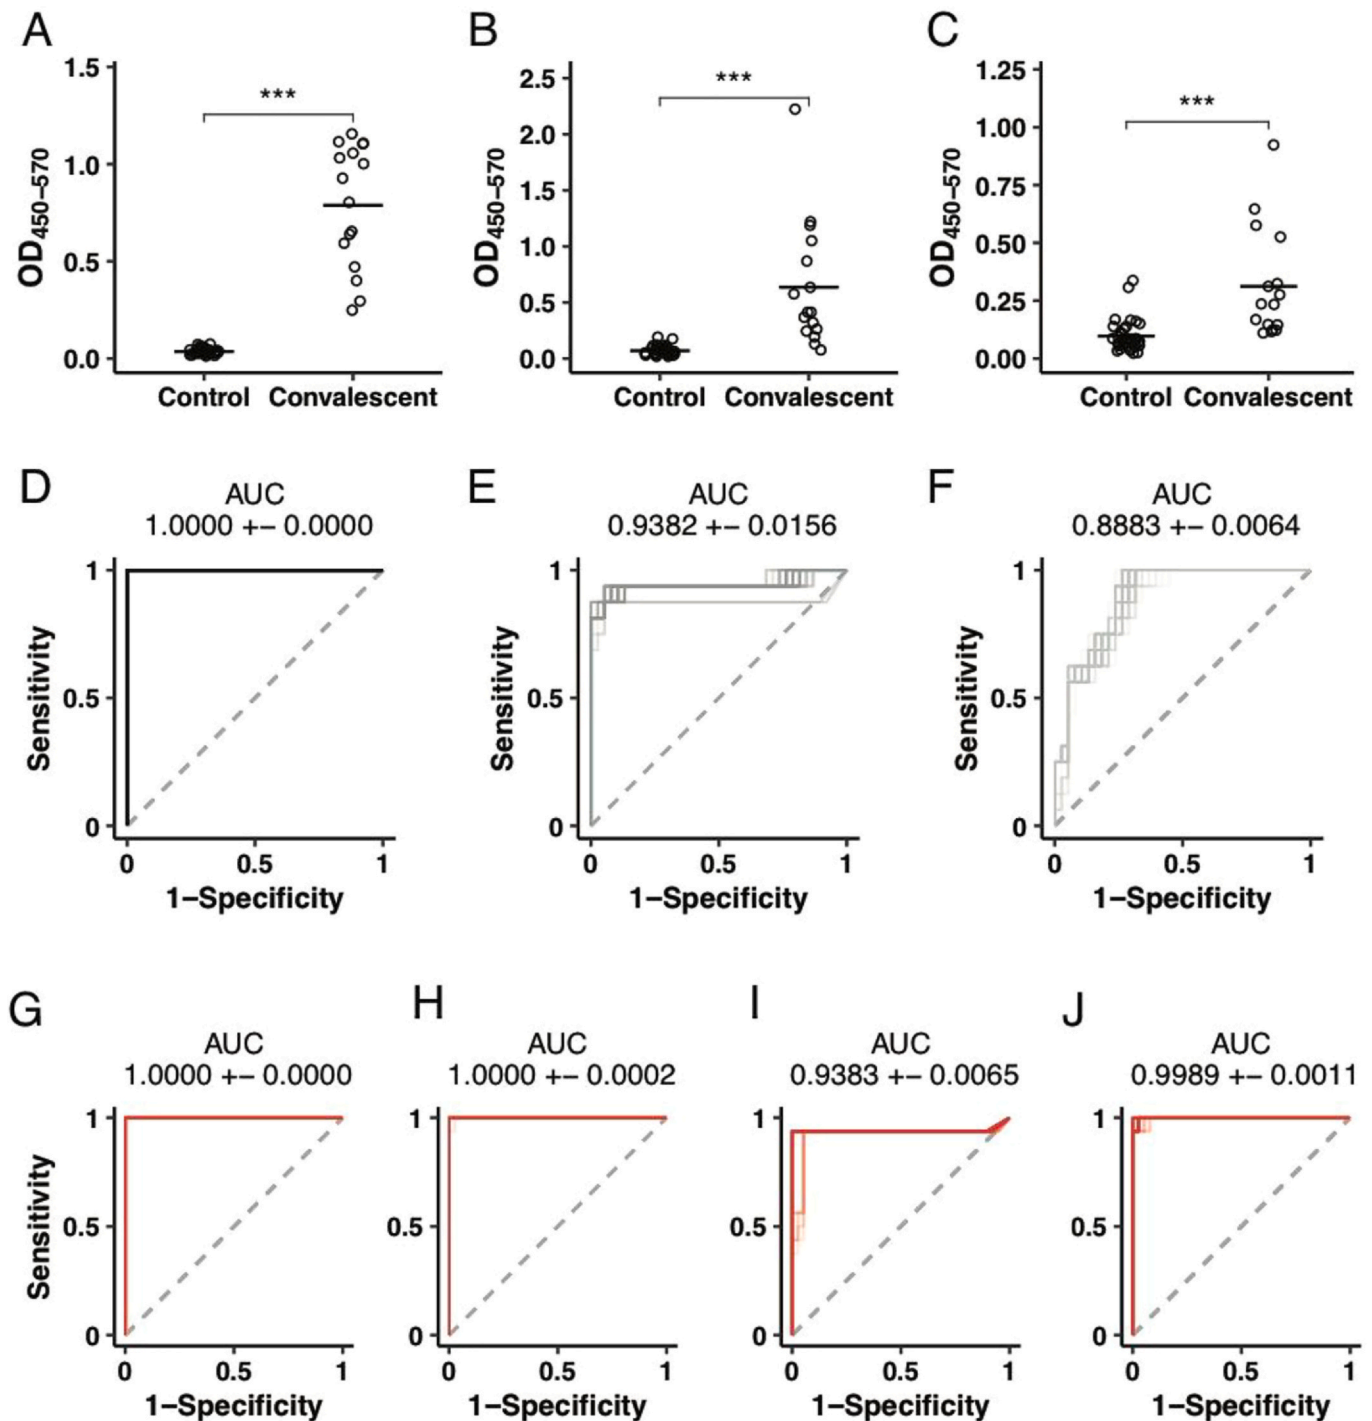 A
B
C
1.5
1.0
0.5
0.0
OD450−570
***
Control
Convalescent
2.5
2.0
1.5
1.0
0.5
0.0
OD450−570
***
Control
Convalescent
1.25
1.00
0.75
0.50
0.25
0.00
OD450−570
***
Control
Convalescent
D
AUC
1.0000 +− 0.0000
Sensitivity
1
0.5
0
0
0.5
1
1−Specificity
E
AUC
0.9382 +− 0.0156
Sensitivity
1
0.5
0
0
0.5
1
1−Specificity
F
AUC
0.8883 +− 0.0064
Sensitivity
1
0.5
0
0
0.5
1
1−Specificity
G
AUC
1.0000 +− 0.0000
Sensitivity
1
0.5
0
0
0.5
1
1−Specificity
H
AUC
1.0000 +− 0.0002
1
0.5
0
0
0.5
1
1−Specificity
I
AUC
0.9383 +− 0.0065
1
0.5
0
0
0.5
1
1−Specificity
J
AUC
0.9989 +− 0.0011
1
0.5
0
0
0.5
1
1−Specificity